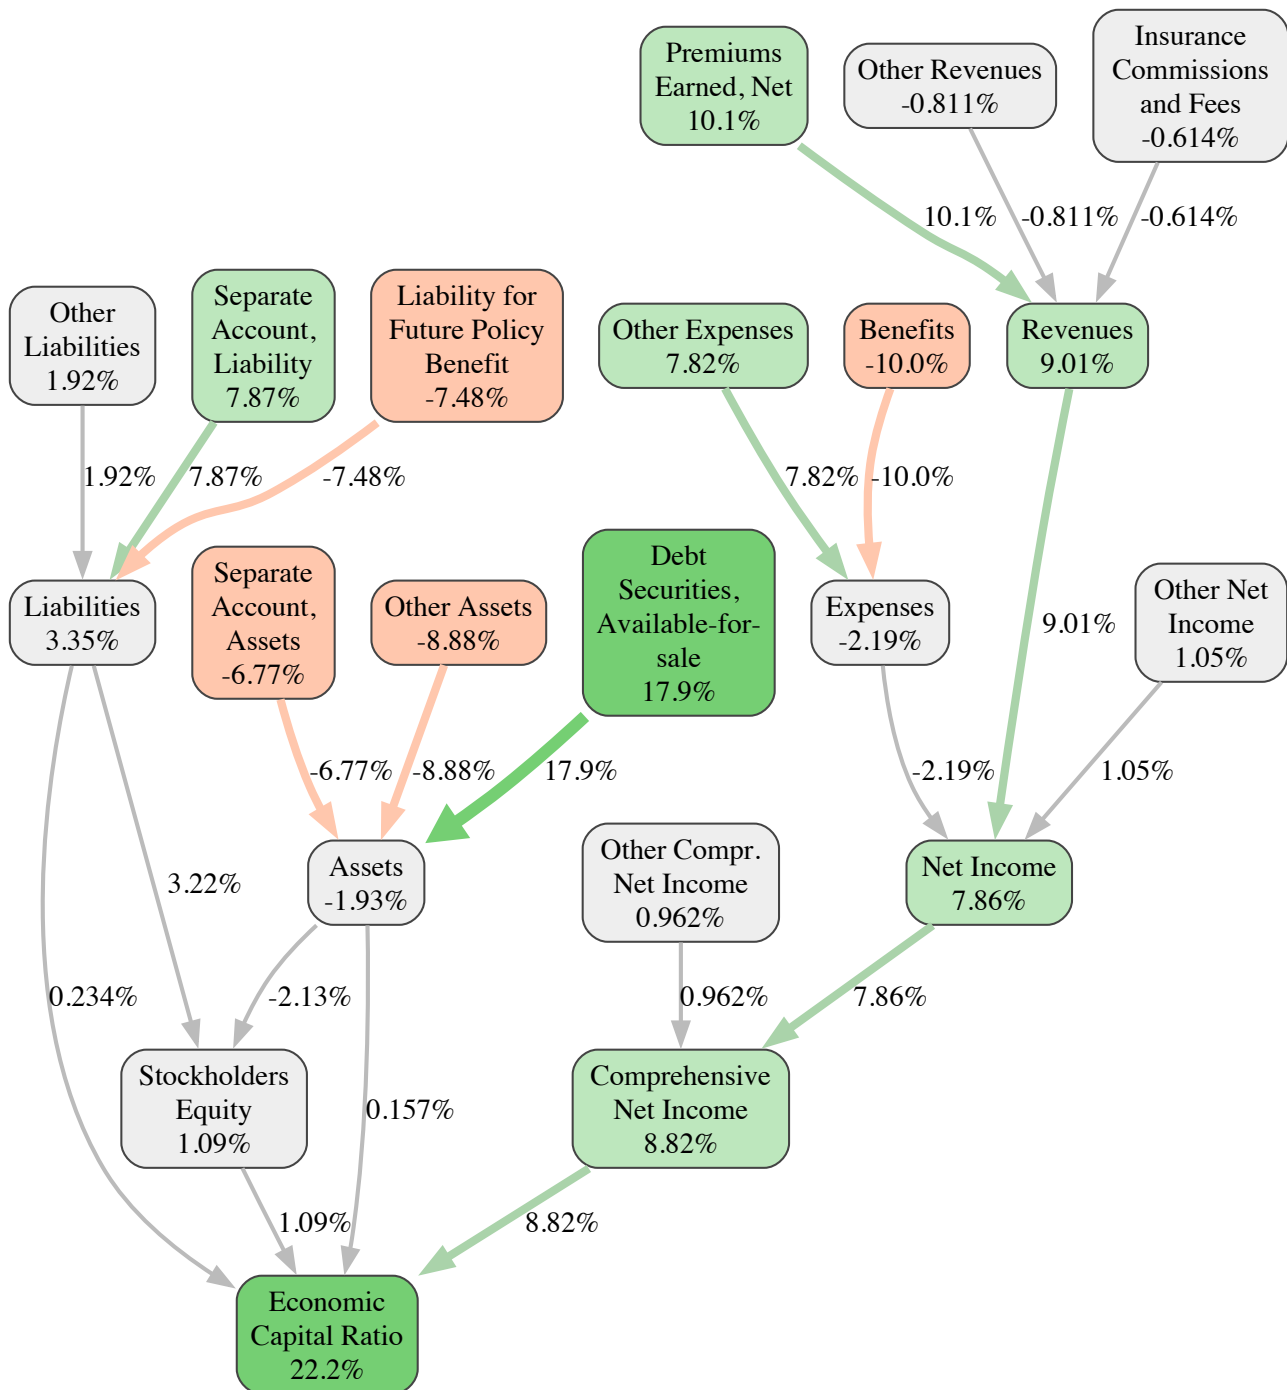 Premiums
Earned, Net
10.1%
Other Revenues
-0.811%
Insurance
Commissions
and Fees
-0.614%
10.1%
-0.811%
-0.614%
Other
Liabilities
1.92%
Separate
Account,
Liability
7.87%
Liability for
Future Policy
Benefit
-7.48%
Other Expenses
7.82%
Benefits
-10.0%
Revenues
9.01%
1.92%
7.87%
-7.48%
7.82%
-10.0%
Liabilities
3.35%
Separate
Account,
Assets
-6.77%
Other Assets
-8.88%
Debt
Securities,
Available-for-
sale
17.9%
Expenses
-2.19%
9.01%
Other Net
Income
1.05%
-6.77%
-8.88%
17.9%
-2.19%
1.05%
3.22%
Assets
-1.93%
Other Compr.
Net Income
0.962%
Net Income
7.86%
0.234%
-2.13%
0.962%
7.86%
Stockholders
Equity
1.09%
0.157%
Comprehensive
Net Income
8.82%
1.09%
8.82%
Economic
Capital Ratio
22.2%